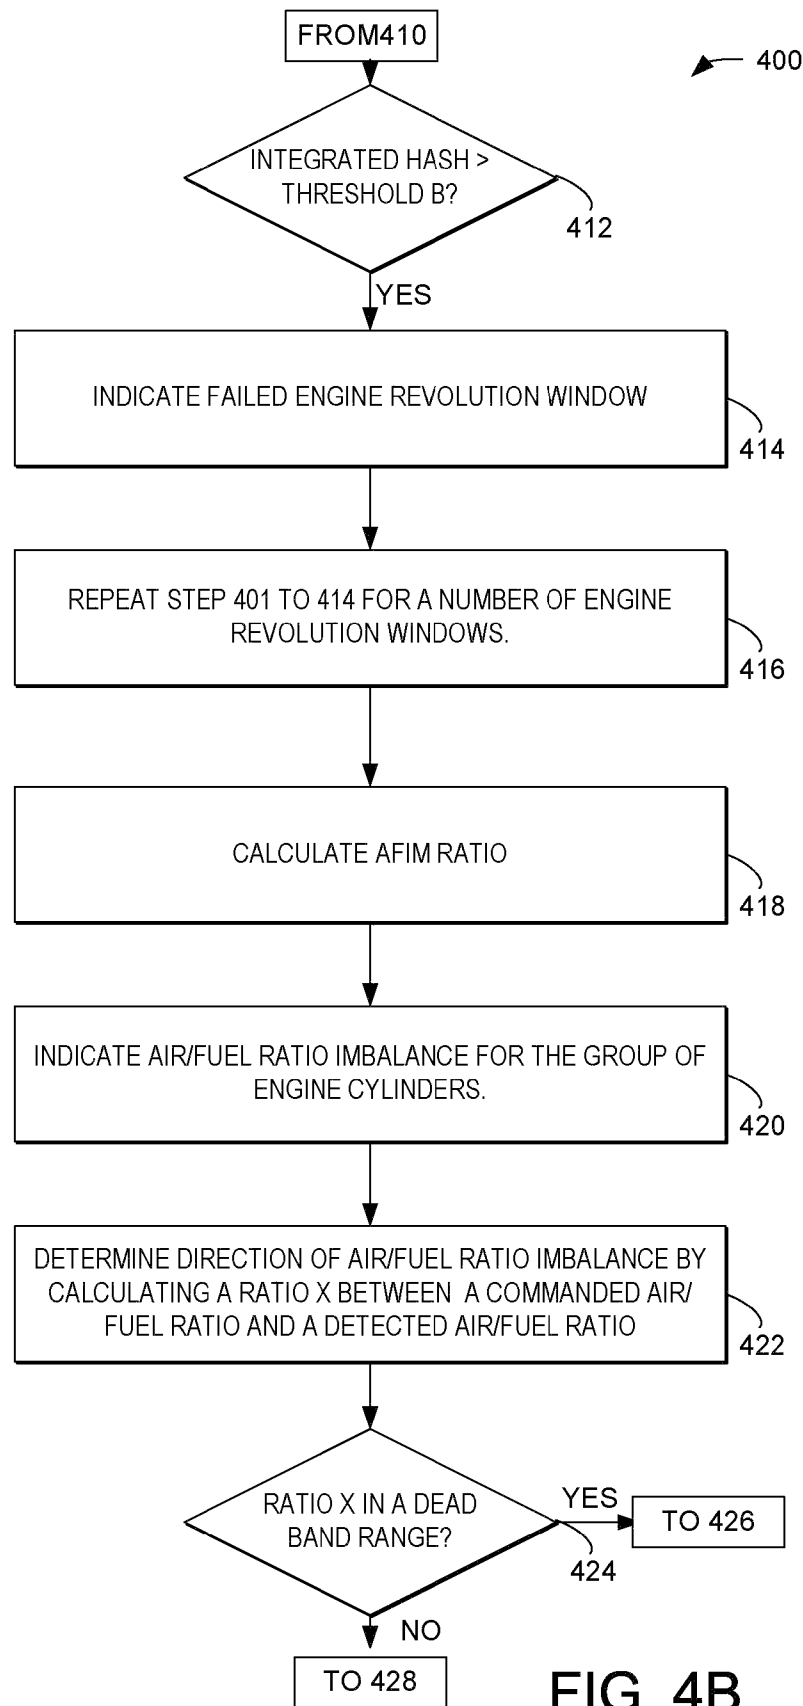 FROM410
400
INTEGRATED HASH >
THRESHOLD B?
412
YES
INDICATE FAILED ENGINE REVOLUTION WINDOW
414
REPEAT STEP 401 TO 414 FOR A NUMBER OF ENGINE
REVOLUTION WINDOWS.
416
CALCULATE AFIM RATIO
418
INDICATE AIR/FUEL RATIO IMBALANCE FOR THE GROUP OF
ENGINE CYLINDERS.
420
DETERMINE DIRECTION OF AIR/FUEL RATIO IMBALANCE BY
CALCULATING A RATIO X BETWEEN A COMMANDED AIR/
FUEL RATIO AND A DETECTED AIR/FUEL RATIO
422
RATIO X IN A DEAD
BAND RANGE?
YES
TO 426
424
NO
TO 428
FIG. 4B